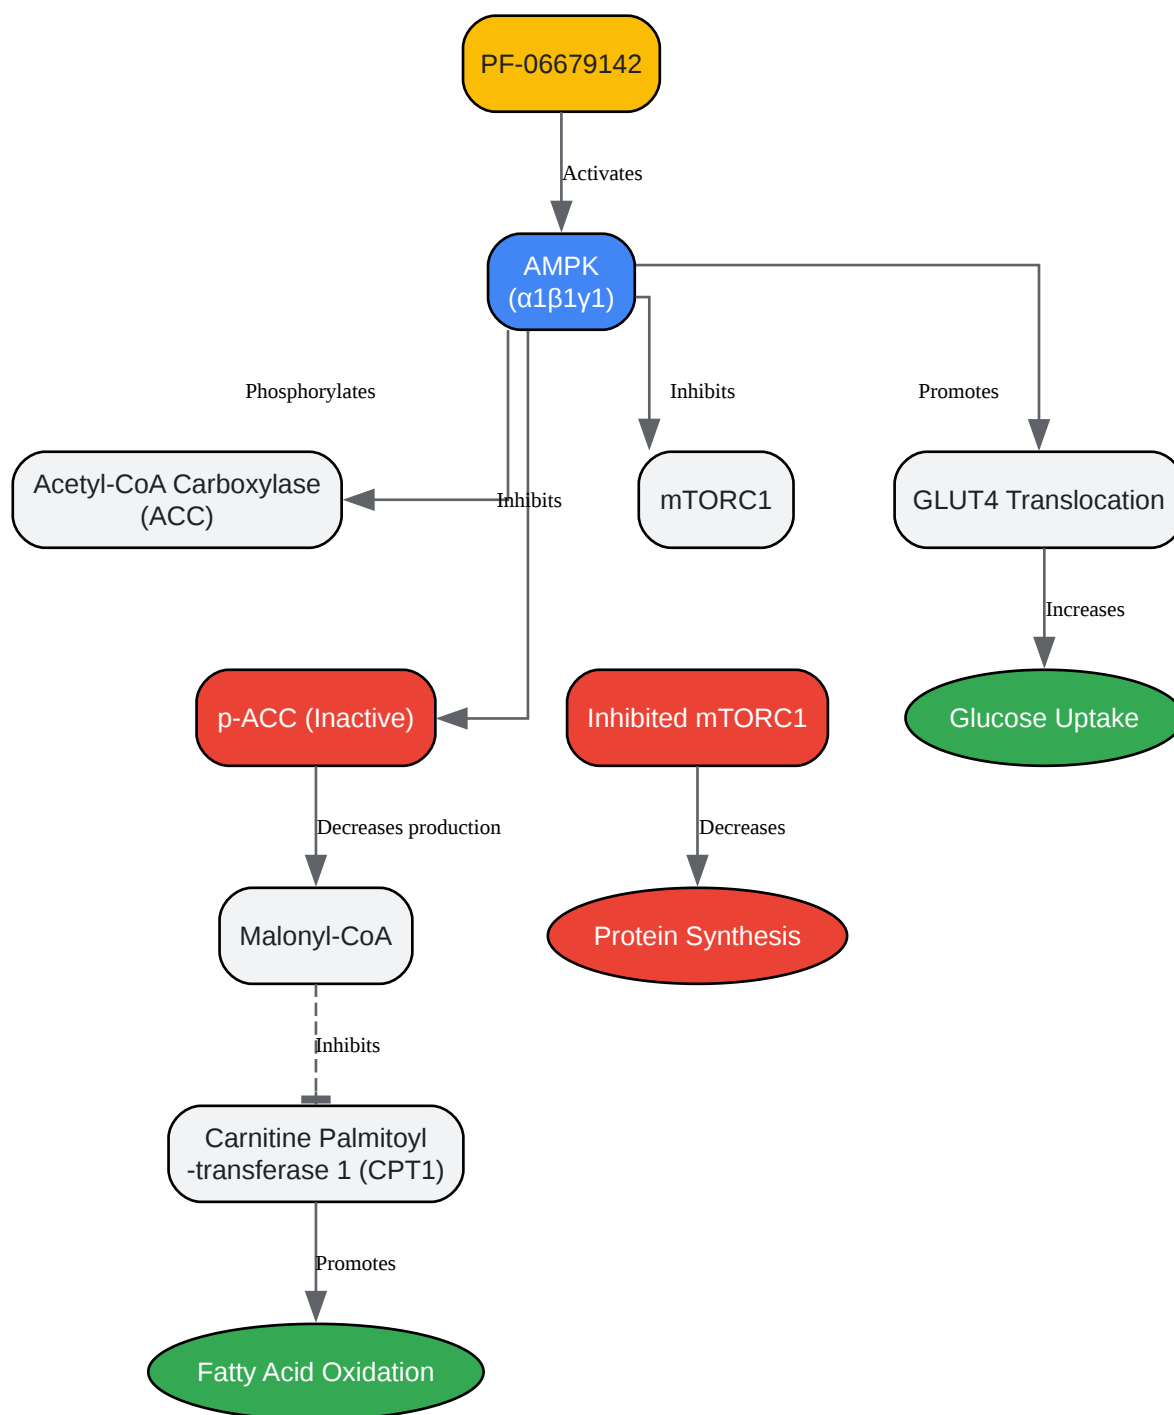 PF-06679142
Activates
AMPK
(α1β1γ1)
Phosphorylates
Inhibits
Promotes
Acetyl-CoA Carboxylase
(ACC)
Inhibits
mTORC1
GLUT4 Translocation
Increases
p-ACC (Inactive)
Inhibited mTORC1
Glucose Uptake
Decreases production
Decreases
Malonyl-CoA
Protein Synthesis
Inhibits
Carnitine Palmitoyl
-transferase 1 (CPT1)
Promotes
Fatty Acid Oxidation